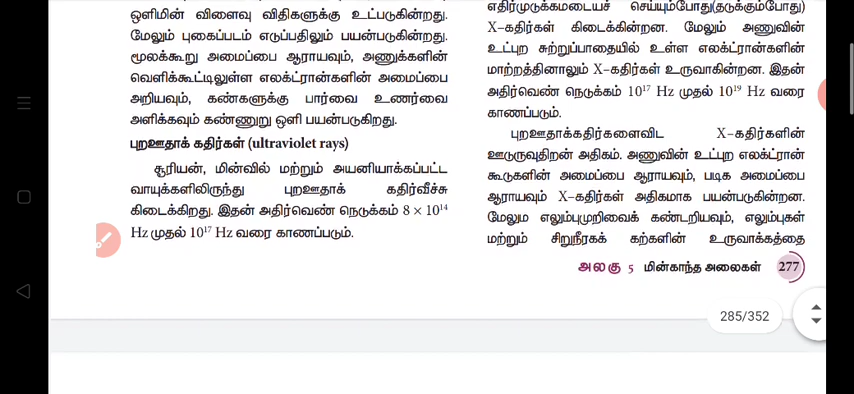 ஒளிமின் விளைவு விதிகளுக்கு உட்படுகின்றது.
மேலும் புகைப்படம் எடுப்பதிலும் பயன்படுகின்றது.
மூலக்கூறு அமைப்பை ஆராயவும், அணுக்களின்
வெளிக்கூட்டிலுள்ள எலக்ட்ரான்களின் அமைப்பை
அறியவும், கண்களுக்கு பார்வை உணர்வை
அளிக்கவும் கண்ணுறு ஒளி பயன்படுகிறது.
புறஊதாக் கதிர்கள் (ultraviolet rays)
சூரியன், மின்வில் மற்றும் அயனியாக்கப்பட்ட
வாயுக்களிலிருந்து புறஊதாக் கதிர்வீச்சு
கிடைக்கிறது. இதன் அதிர்வெண் நெடுக்கம் 8 × 10¹⁴
Hz முதல் 10¹⁷ Hz வரை காணப்படும்.
எதிர்முடுக்கமடையச் செய்யும்போது(தடுக்கும்போது)
X–கதிர்கள் கிடைக்கின்றன. மேலும் அணுவின்
உட்புற சுற்றுப்பாதையில் உள்ள எலக்ட்ரான்களின்
மாற்றத்தினாலும் X–கதிர்கள் உருவாகின்றன. இதன்
அதிர்வெண் நெடுக்கம் 10¹⁷ Hz முதல் 10¹⁹ Hz வரை
காணப்படும்.
புறஊதாக்கதிர்களைவிட X–கதிர்களின்
ஊடுருவுதிறன் அதிகம். அணுவின் உட்புற எலக்ட்ரான்
கூடுகளின் அமைப்பை ஆராயவும், படிக அமைப்பை
ஆராயவும் X–கதிர்கள் அதிகமாக பயன்படுகின்றன.
மேலும எலும்புமுறிவைக் கண்டறியவும், எலும்புகள்
மற்றும் சிறுநீரகக் கற்களின் உருவாக்கத்தை
அலகு 5 மின்காந்த அலைகள் 277
285/352